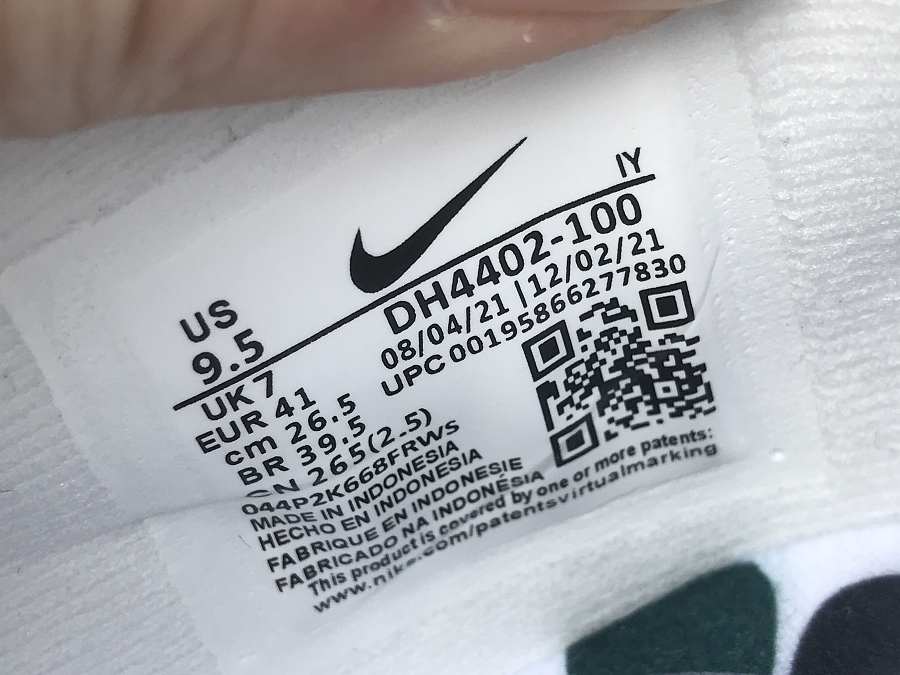 IY
US
9.5
DH4402-100
08/04/21 | 12/02/21
UPC 00195866277830
UK 7
EUR 41
cm 26.5
BR 39.5
CN 265(2.5)
044P2K668FRWs
MADE IN INDONESIA
HECHO EN INDONESIA
FABRIQUE EN INDONESIE
FABRICADO NA INDONÉSIA
This product is covered by one or more patents:
www.nike.com/patentsvirtualmarking